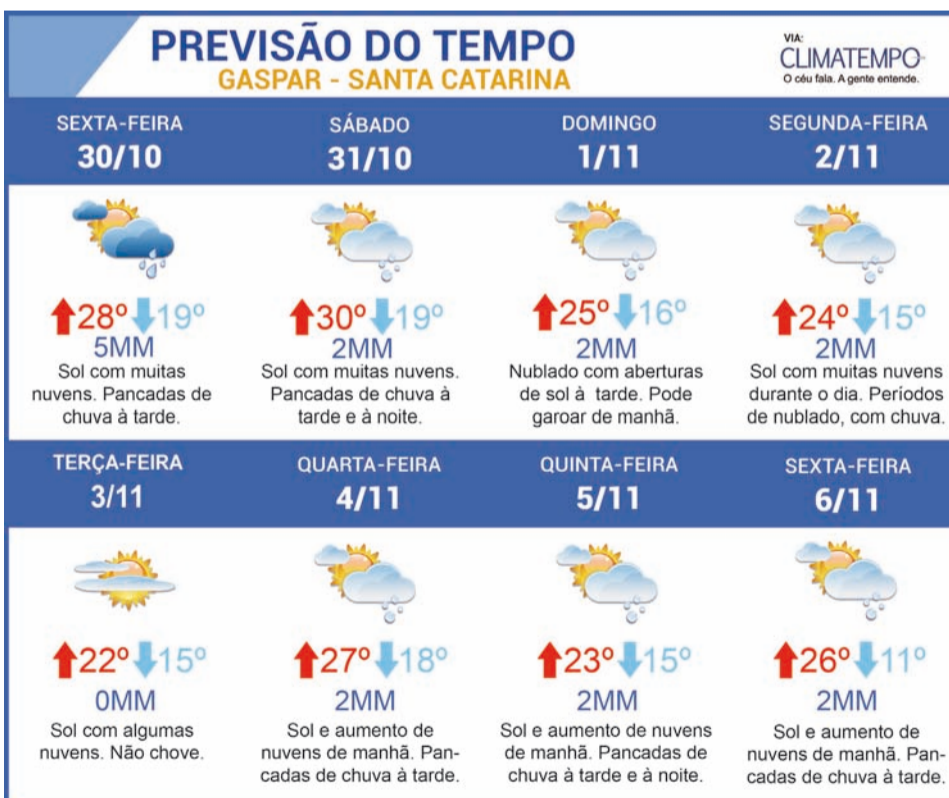 PREVISÃO DO TEMPO
GASPAR - SANTA CATARINA
VIA:
CLIMATEMPO
O céu fala. A gente entende.
SEXTA-FEIRA
30/10
SÁBADO
31/10
DOMINGO
1/11
SEGUNDA-FEIRA
2/11
28º 19º
5MM
Sol com muitas
nuvens. Pancadas de
chuva à tarde.
30º 19º
2MM
Sol com muitas nuvens.
Pancadas de chuva à
tarde e à noite.
25º 16º
2MM
Nublado com aberturas
de sol à tarde. Pode
garoar de manhã.
24º 15º
2MM
Sol com muitas nuvens
durante o dia. Períodos
de nublado, com chuva.
TERÇA-FEIRA
3/11
QUARTA-FEIRA
4/11
QUINTA-FEIRA
5/11
SEXTA-FEIRA
6/11
22º 15º
0MM
Sol com algumas
nuvens. Não chove.
27º 18º
2MM
Sol e aumento de
nuvens de manhã. Pan-
cadas de chuva à tarde.
23º 15º
2MM
Sol e aumento de nuvens
de manhã. Pancadas de
chuva à tarde e à noite.
26º 11º
2MM
Sol e aumento de
nuvens de manhã. Pan-
cadas de chuva à tarde.